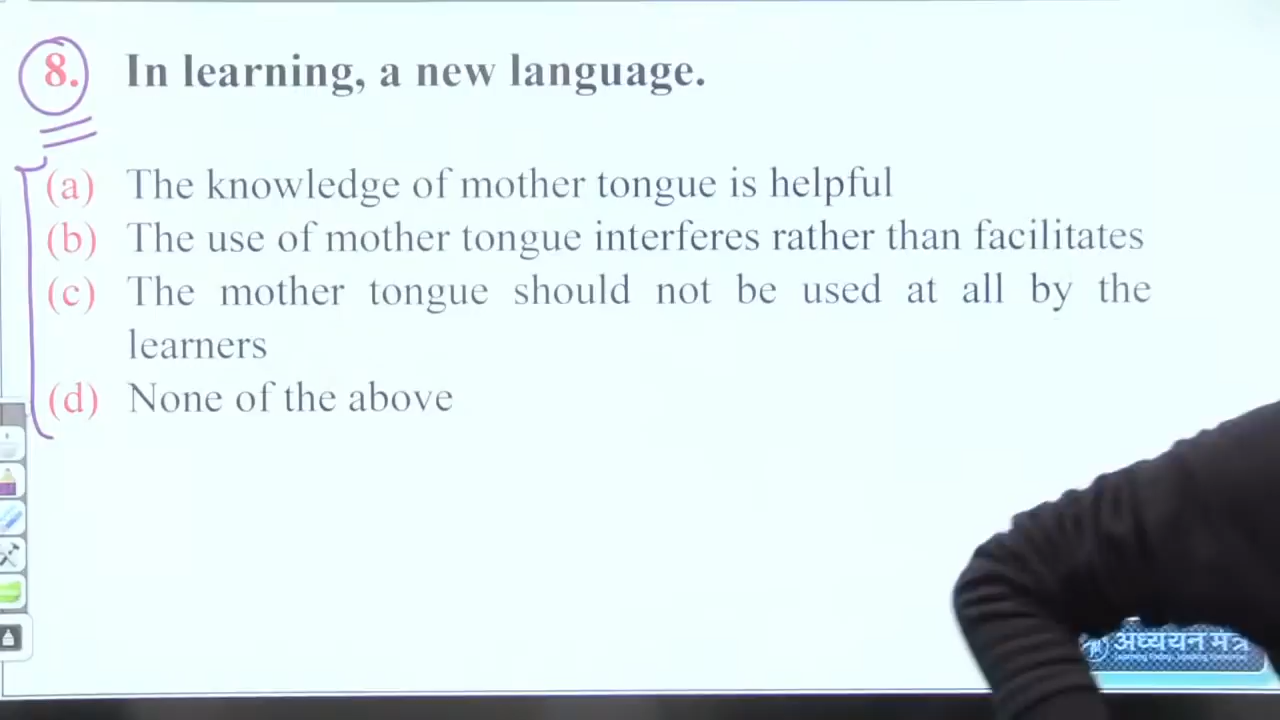 8. In learning, a new language.
(a) The knowledge of mother tongue is helpful
(b) The use of mother tongue interferes rather than facilitates
(c) The mother tongue should not be used at all by the
learners
(d) None of the above
अध्ययन मंत्र